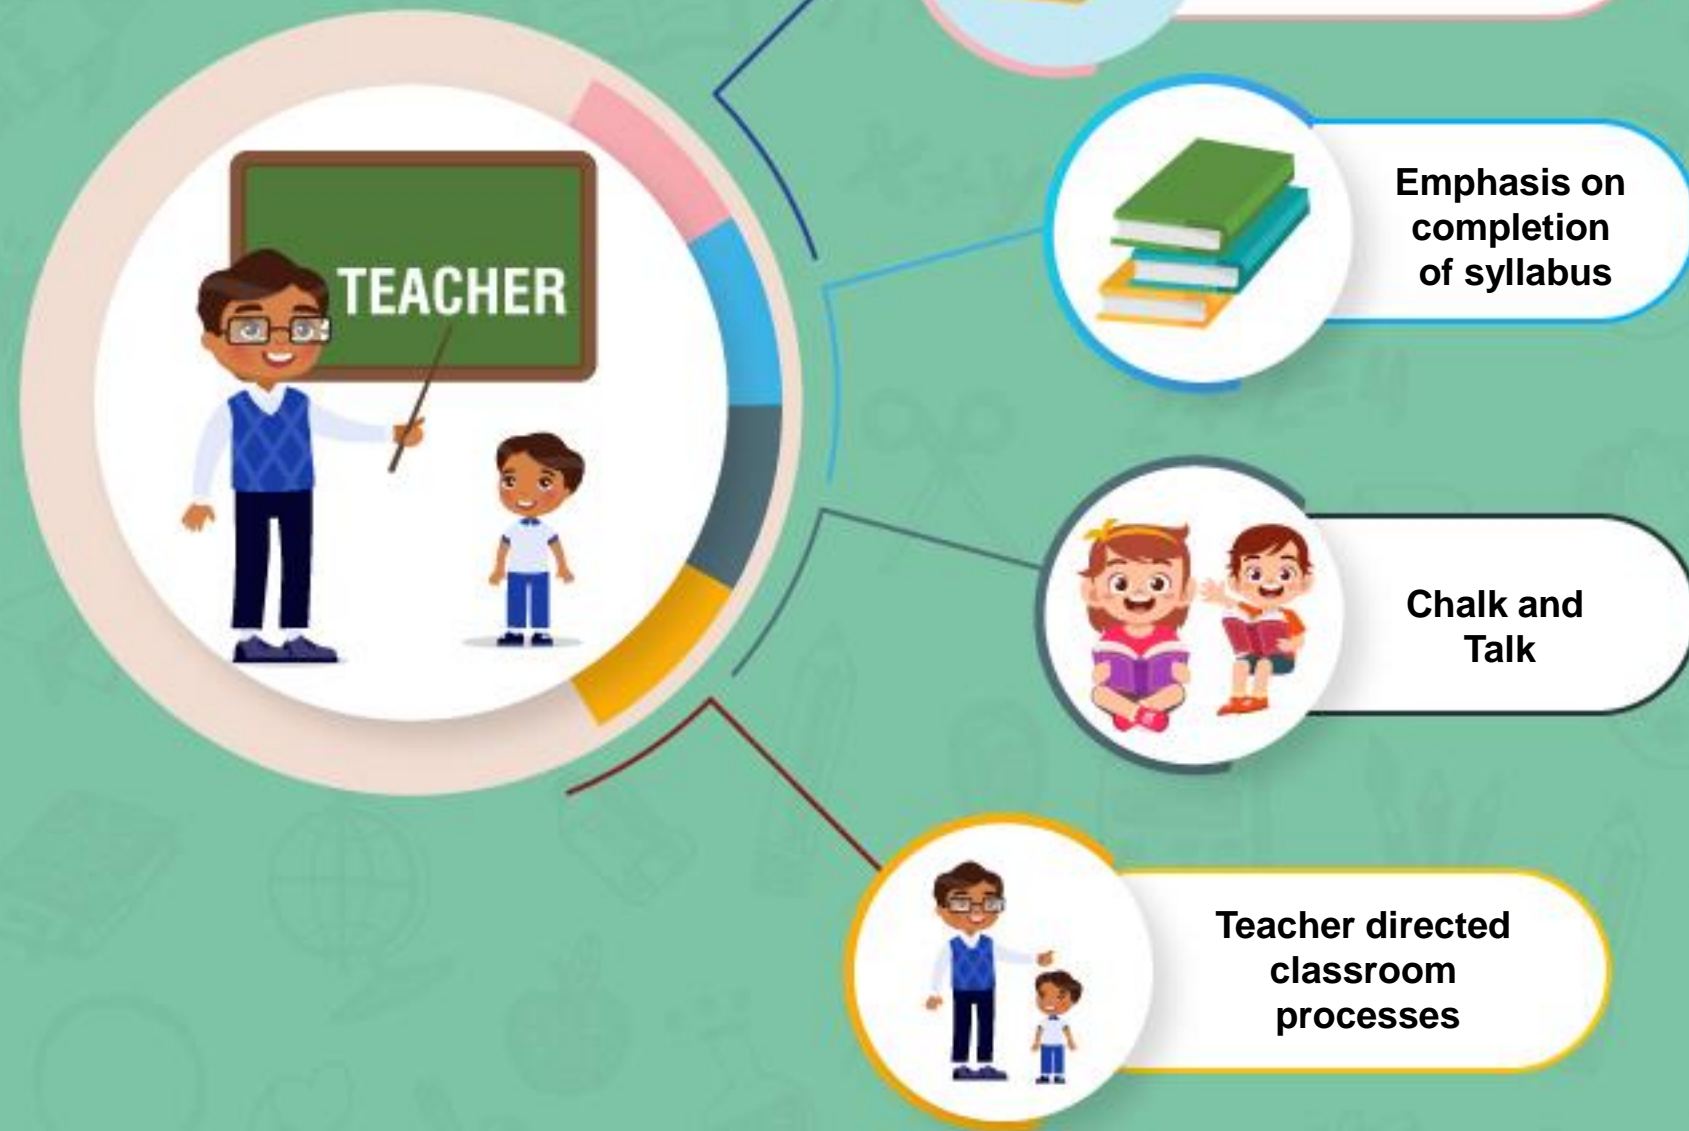 TEACHER
Emphasis on
completion
of syllabus
Chalk and
Talk
Teacher directed
classroom
processes